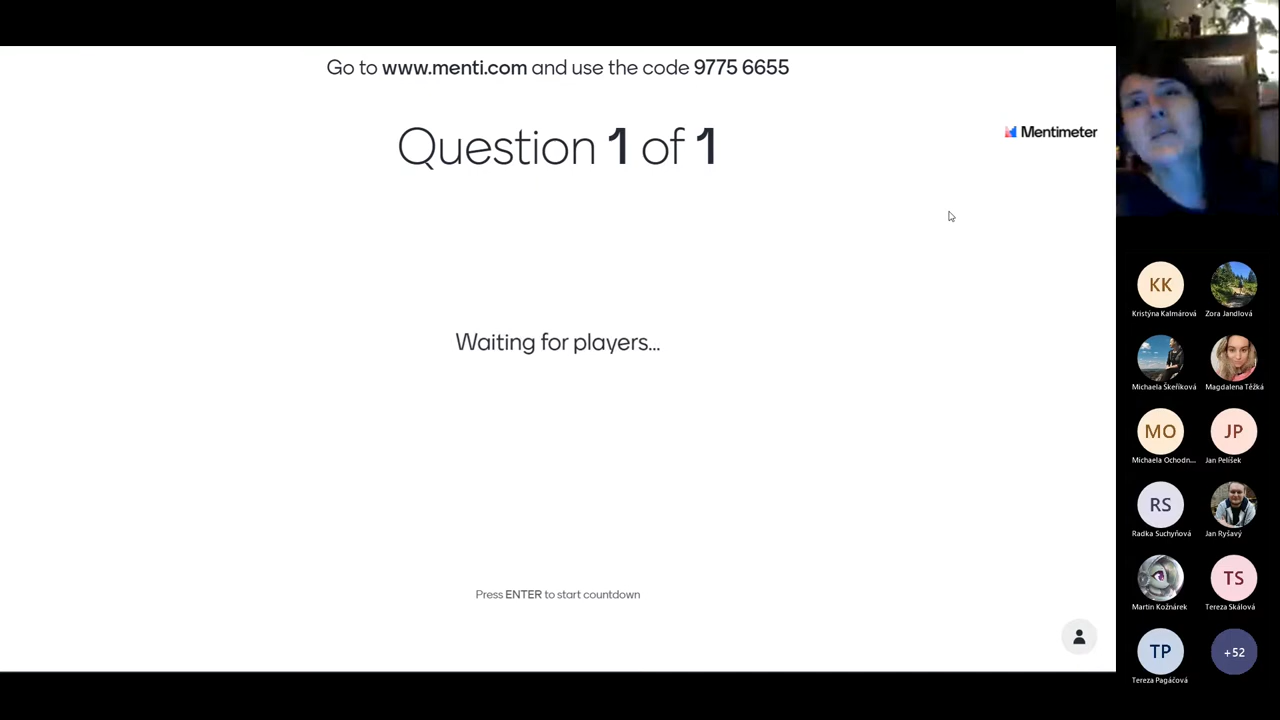 Go to www.menti.com and use the code 9775 6655
Mentimeter
Question 1 of 1
Waiting for players...
Press ENTER to start countdown
KK
Kristýna Kalmárová
Zora Jandlová
Michaela Škeříková
Magdalena Těžká
MO
JP
Michaela Ochodn...
Jan Pelíšek
RS
Radka Suchyňová
Jan Ryšavý
TS
Martin Kožnárek
Tereza Skálová
TP
+52
Tereza Pagáčová